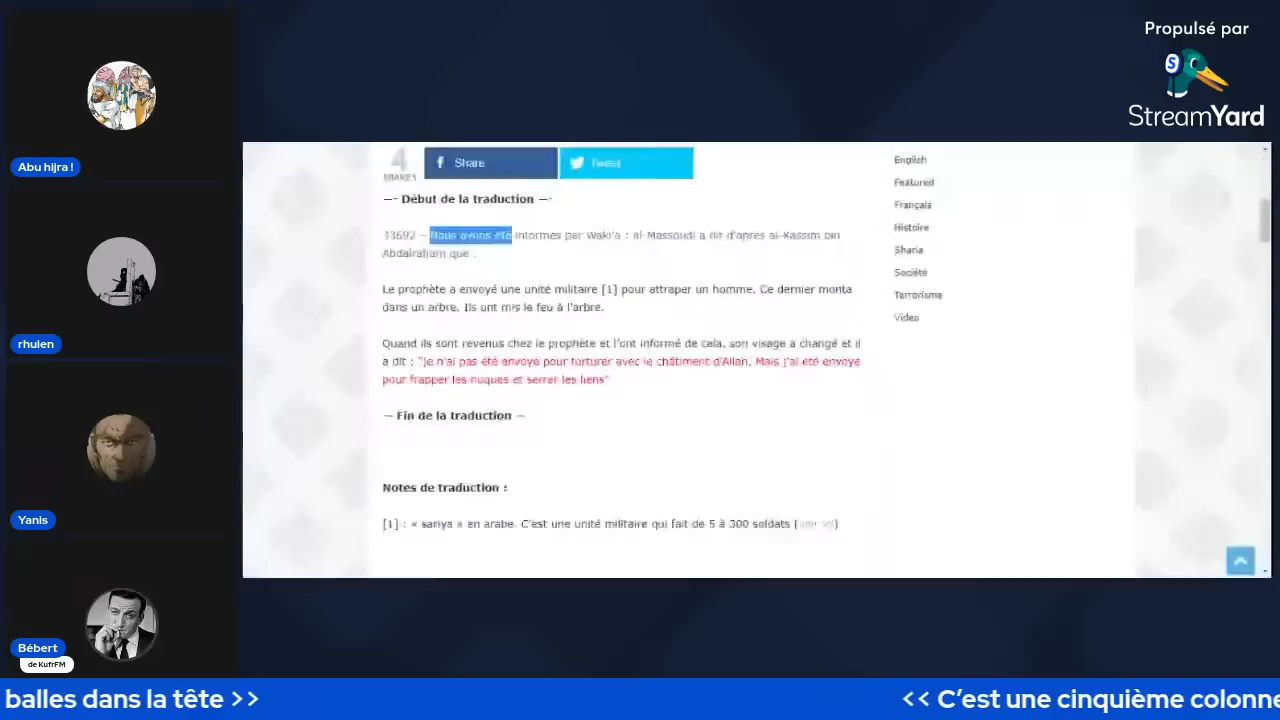 Propulsé par
StreamYard
Abu hijra !
rhuien
Yanis
Bébert
de KufrFM
4
SHARES
Share
Tweet
—- Début de la traduction —-
33692 – Nous avons été informés par Waki'a : al-Massoudi a dit d'après al-Kassim bin
Abdalraham que :
Le prophète a envoyé une unité militaire [1] pour attraper un homme. Ce dernier monta
dans un arbre. Ils ont mis le feu à l'arbre.
Quand ils sont revenus chez le prophète et l'ont informé de cela, son visage a changé et il
a dit : "je n'ai pas été envoyé pour torturer avec le châtiment d'Allah. Mais j'ai été envoyé
pour frapper les nuques et serrer les liens"
— Fin de la traduction —
Notes de traduction :
[1] : « sariya » en arabe. C'est une unité militaire qui fait de 5 à 300 soldats (voir ici)
English
Featured
Français
Histoire
Sharia
Société
Terrorisme
Video
balles dans la tête >>
<< C'est une cinquième colonne